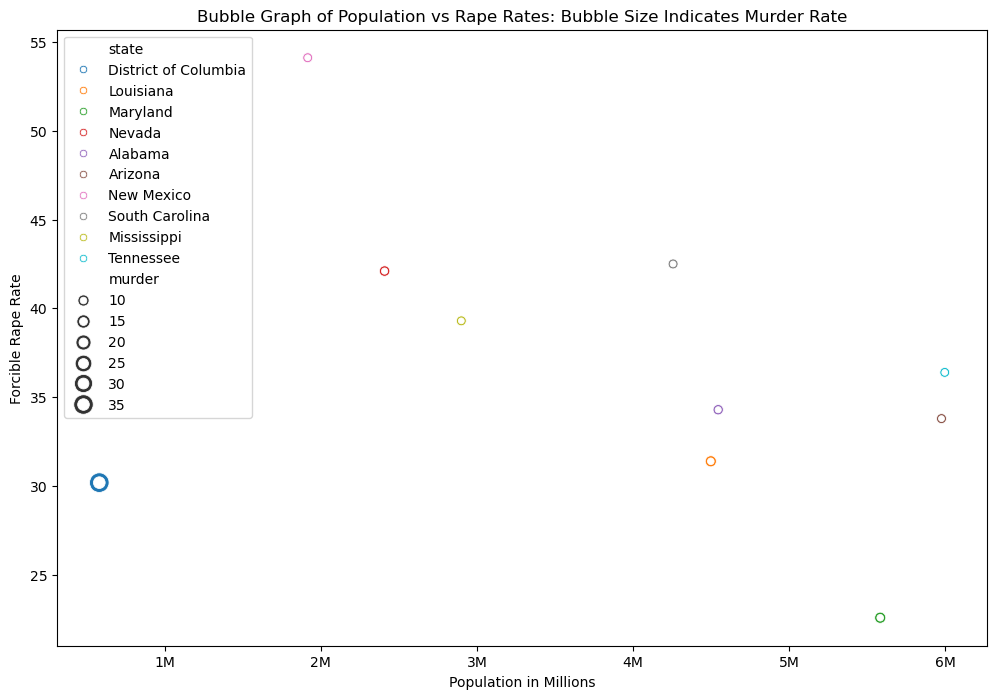 Bubble Graph of Population vs Rape Rates: Bubble Size Indicates Murder Rate
55
50
45
40
35
30
25
Forcible Rape Rate
state
District of Columbia
Louisiana
Maryland
Nevada
Alabama
Arizona
New Mexico
South Carolina
Mississippi
Tennessee
murder
10
15
20
25
30
35
1M 2M 3M 4M 5M 6M
Population in Millions